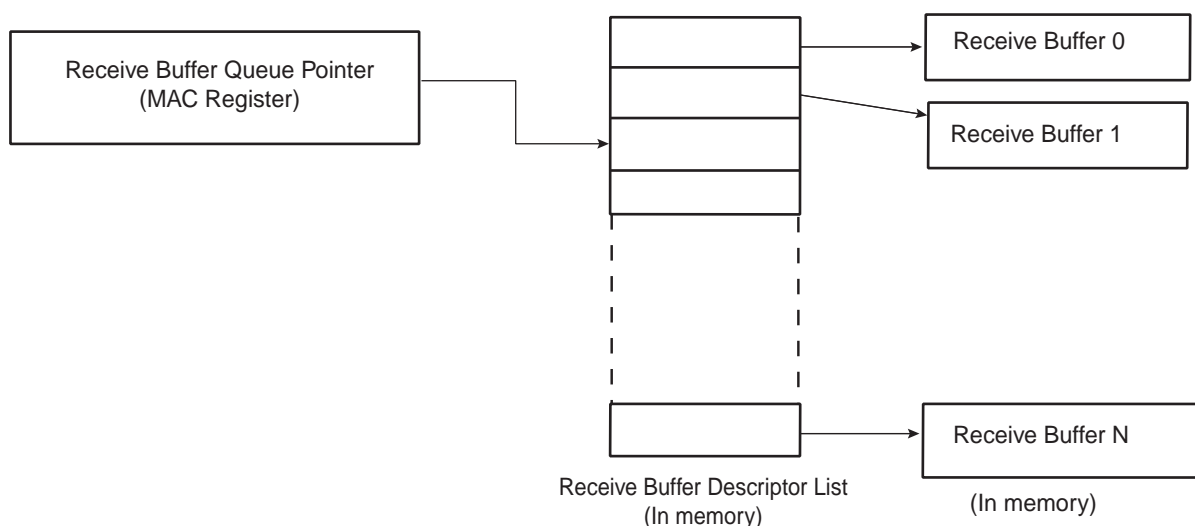 Receive Buffer Queue Pointer
(MAC Register)
Receive Buffer 0
Receive Buffer 1
Receive Buffer N
Receive Buffer Descriptor List
(In memory)
(In memory)